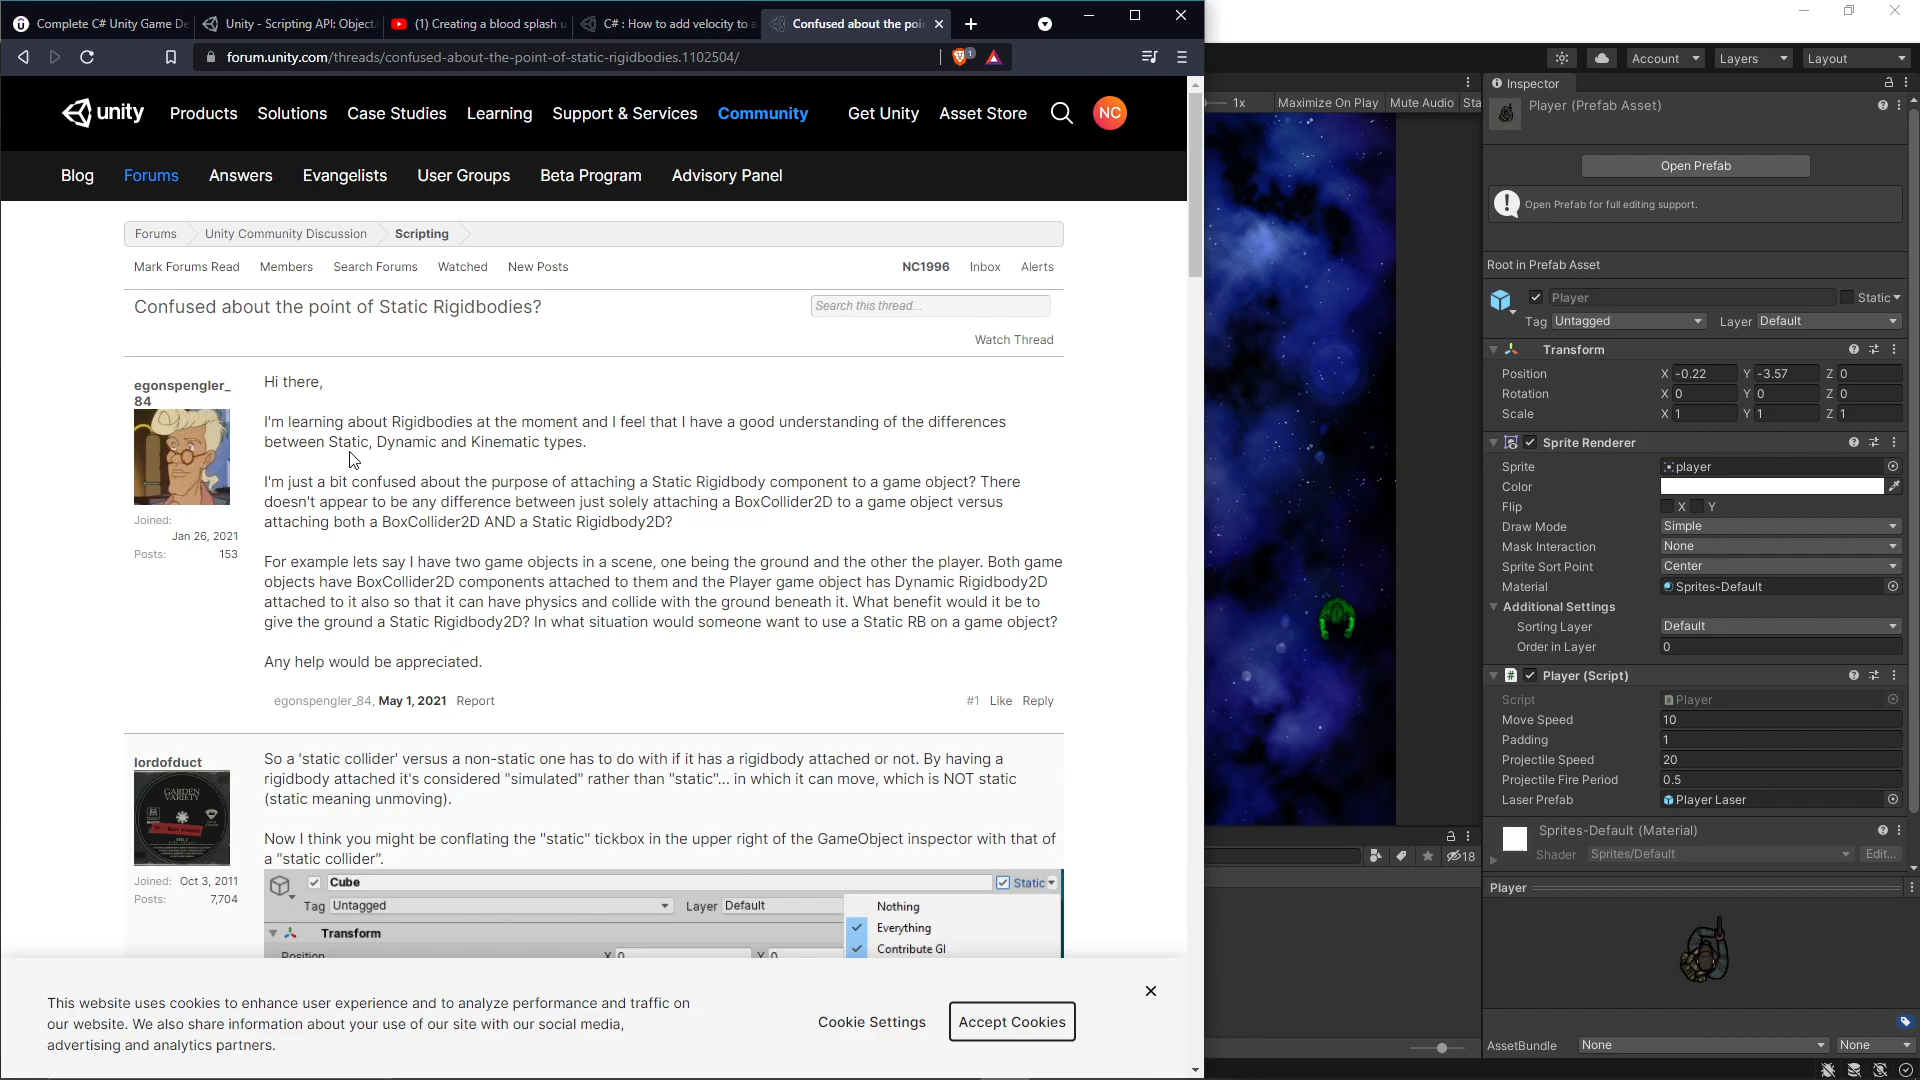 Complete C# Unity Game De
Unity - Scripting API: Object.
(1) Creating a blood splash u
C# : How to add velocity to a
Confused about the poi
forum.unity.com/threads/confused-about-the-point-of-static-rigidbodies.1102504/
1
unity
Products
Solutions
Case Studies
Learning
Support & Services
Community
Get Unity
Asset Store
NC
Blog
Forums
Answers
Evangelists
User Groups
Beta Program
Advisory Panel
Forums
Unity Community Discussion
Scripting
Mark Forums Read
Members
Search Forums
Watched
New Posts
NC1996
Inbox
Alerts
Confused about the point of Static Rigidbodies?
Search this thread...
Watch Thread
egonspengler_
84
Joined:
Jan 26, 2021
Posts: 153
Hi there,
I'm learning about Rigidbodies at the moment and I feel that I have a good understanding of the differences
between Static, Dynamic and Kinematic types.
I'm just a bit confused about the purpose of attaching a Static Rigidbody component to a game object? There
doesn't appear to be any difference between just solely attaching a BoxCollider2D to a game object versus
attaching both a BoxCollider2D AND a Static Rigidbody2D?
For example lets say I have two game objects in a scene, one being the ground and the other the player. Both game
objects have BoxCollider2D components attached to them and the Player game object has Dynamic Rigidbody2D
attached to it also so that it can have physics and collide with the ground beneath it. What benefit would it be to
give the ground a Static Rigidbody2D? In what situation would someone want to use a Static RB on a game object?
Any help would be appreciated.
egonspengler_84, May 1, 2021 Report
#1 Like Reply
lordofduct
GARDEN
VARIETY
Joined: Oct 3, 2011
Posts: 7,704
So a 'static collider' versus a non-static one has to do with if it has a rigidbody attached or not. By having a
rigidbody attached it's considered "simulated" rather than "static"... in which it can move, which is NOT static
(static meaning unmoving).
Now I think you might be conflating the "static" tickbox in the upper right of the GameObject inspector with that of
a "static collider".
Cube
Static
Tag Untagged
Layer Default
Nothing
Everything
Transform
Contribute GI
Position X 0 Y 0
This website uses cookies to enhance user experience and to analyze performance and traffic on
our website. We also share information about your use of our site with our social media,
advertising and analytics partners.
Cookie Settings
Accept Cookies
Account
Layers
Layout
1x
Maximize On Play
Mute Audio
Sta
18
Inspector
Player (Prefab Asset)
Open Prefab
Open Prefab for full editing support.
Root in Prefab Asset
Player
Static
Tag Untagged
Layer Default
Transform
Position X -0.22 Y -3.57 Z 0
Rotation X 0 Y 0 Z 0
Scale X 1 Y 1 Z 1
Sprite Renderer
Sprite player
Color
Flip X Y
Draw Mode Simple
Mask Interaction None
Sprite Sort Point Center
Material Sprites-Default
Additional Settings
Sorting Layer Default
Order in Layer 0
Player (Script)
Script Player
Move Speed 10
Padding 1
Projectile Speed 20
Projectile Fire Period 0.5
Laser Prefab Player Laser
Sprites-Default (Material)
Shader Sprites/Default Edit...
Player
AssetBundle None None